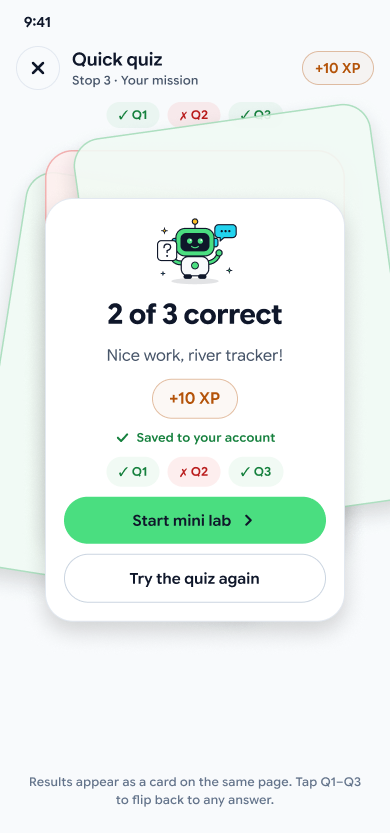 9:41
Quick quiz
Stop 3 · Your mission
+10 XP
✓ Q1
✗ Q2
✓ Q3
?
2 of 3 correct
Nice work, river tracker!
+10 XP
Saved to your account
✓ Q1
✗ Q2
✓ Q3
Start mini lab
Try the quiz again
Results appear as a card on the same page. Tap Q1–Q3
to flip back to any answer.